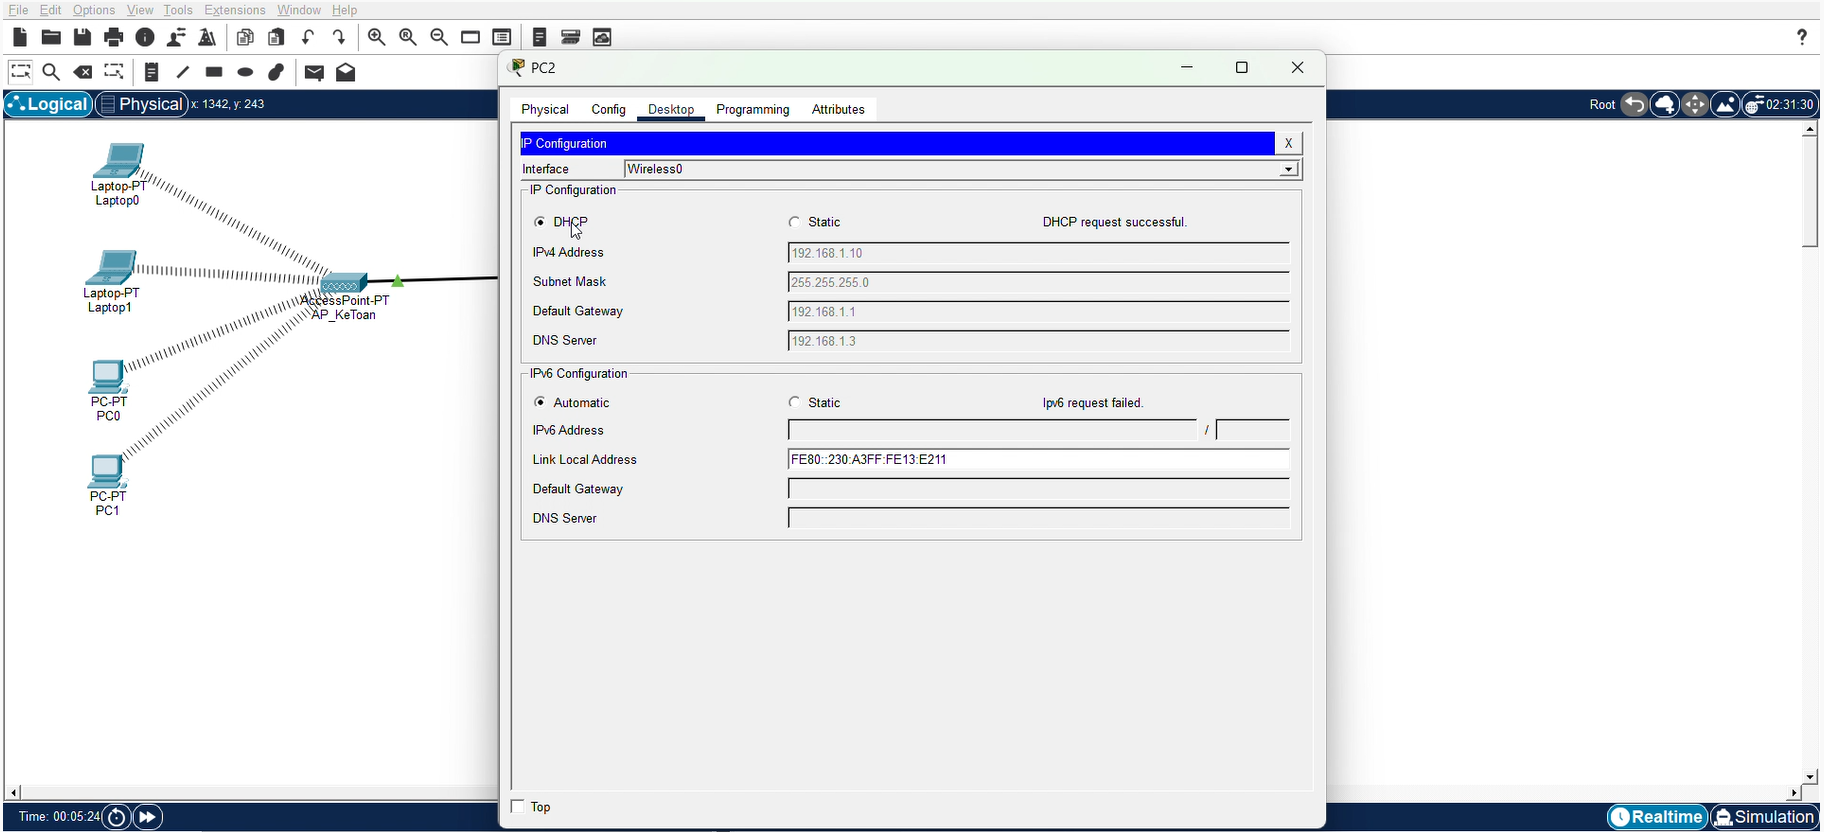 File Edit Options View Tools Extensions Window Help
?
PC2
Logical Physical x: 1342, y: 243
Root 02:31:30
Physical Config Desktop Programming Attributes
IP Configuration X
Interface Wireless0
IP Configuration
DHCP Static DHCP request successful.
IPv4 Address 192.168.1.10
Subnet Mask 255.255.255.0
Default Gateway 192.168.1.1
DNS Server 192.168.1.3
IPv6 Configuration
Automatic Static Ipv6 request failed.
IPv6 Address /
Link Local Address FE80::230:A3FF:FE13:E211
Default Gateway
DNS Server
Top
Laptop-PT
Laptop0
Laptop-PT
Laptop1
AccessPoint-PT
AP_KeToan
PC-PT
PC0
PC-PT
PC1
Time: 00:05:24
Realtime Simulation